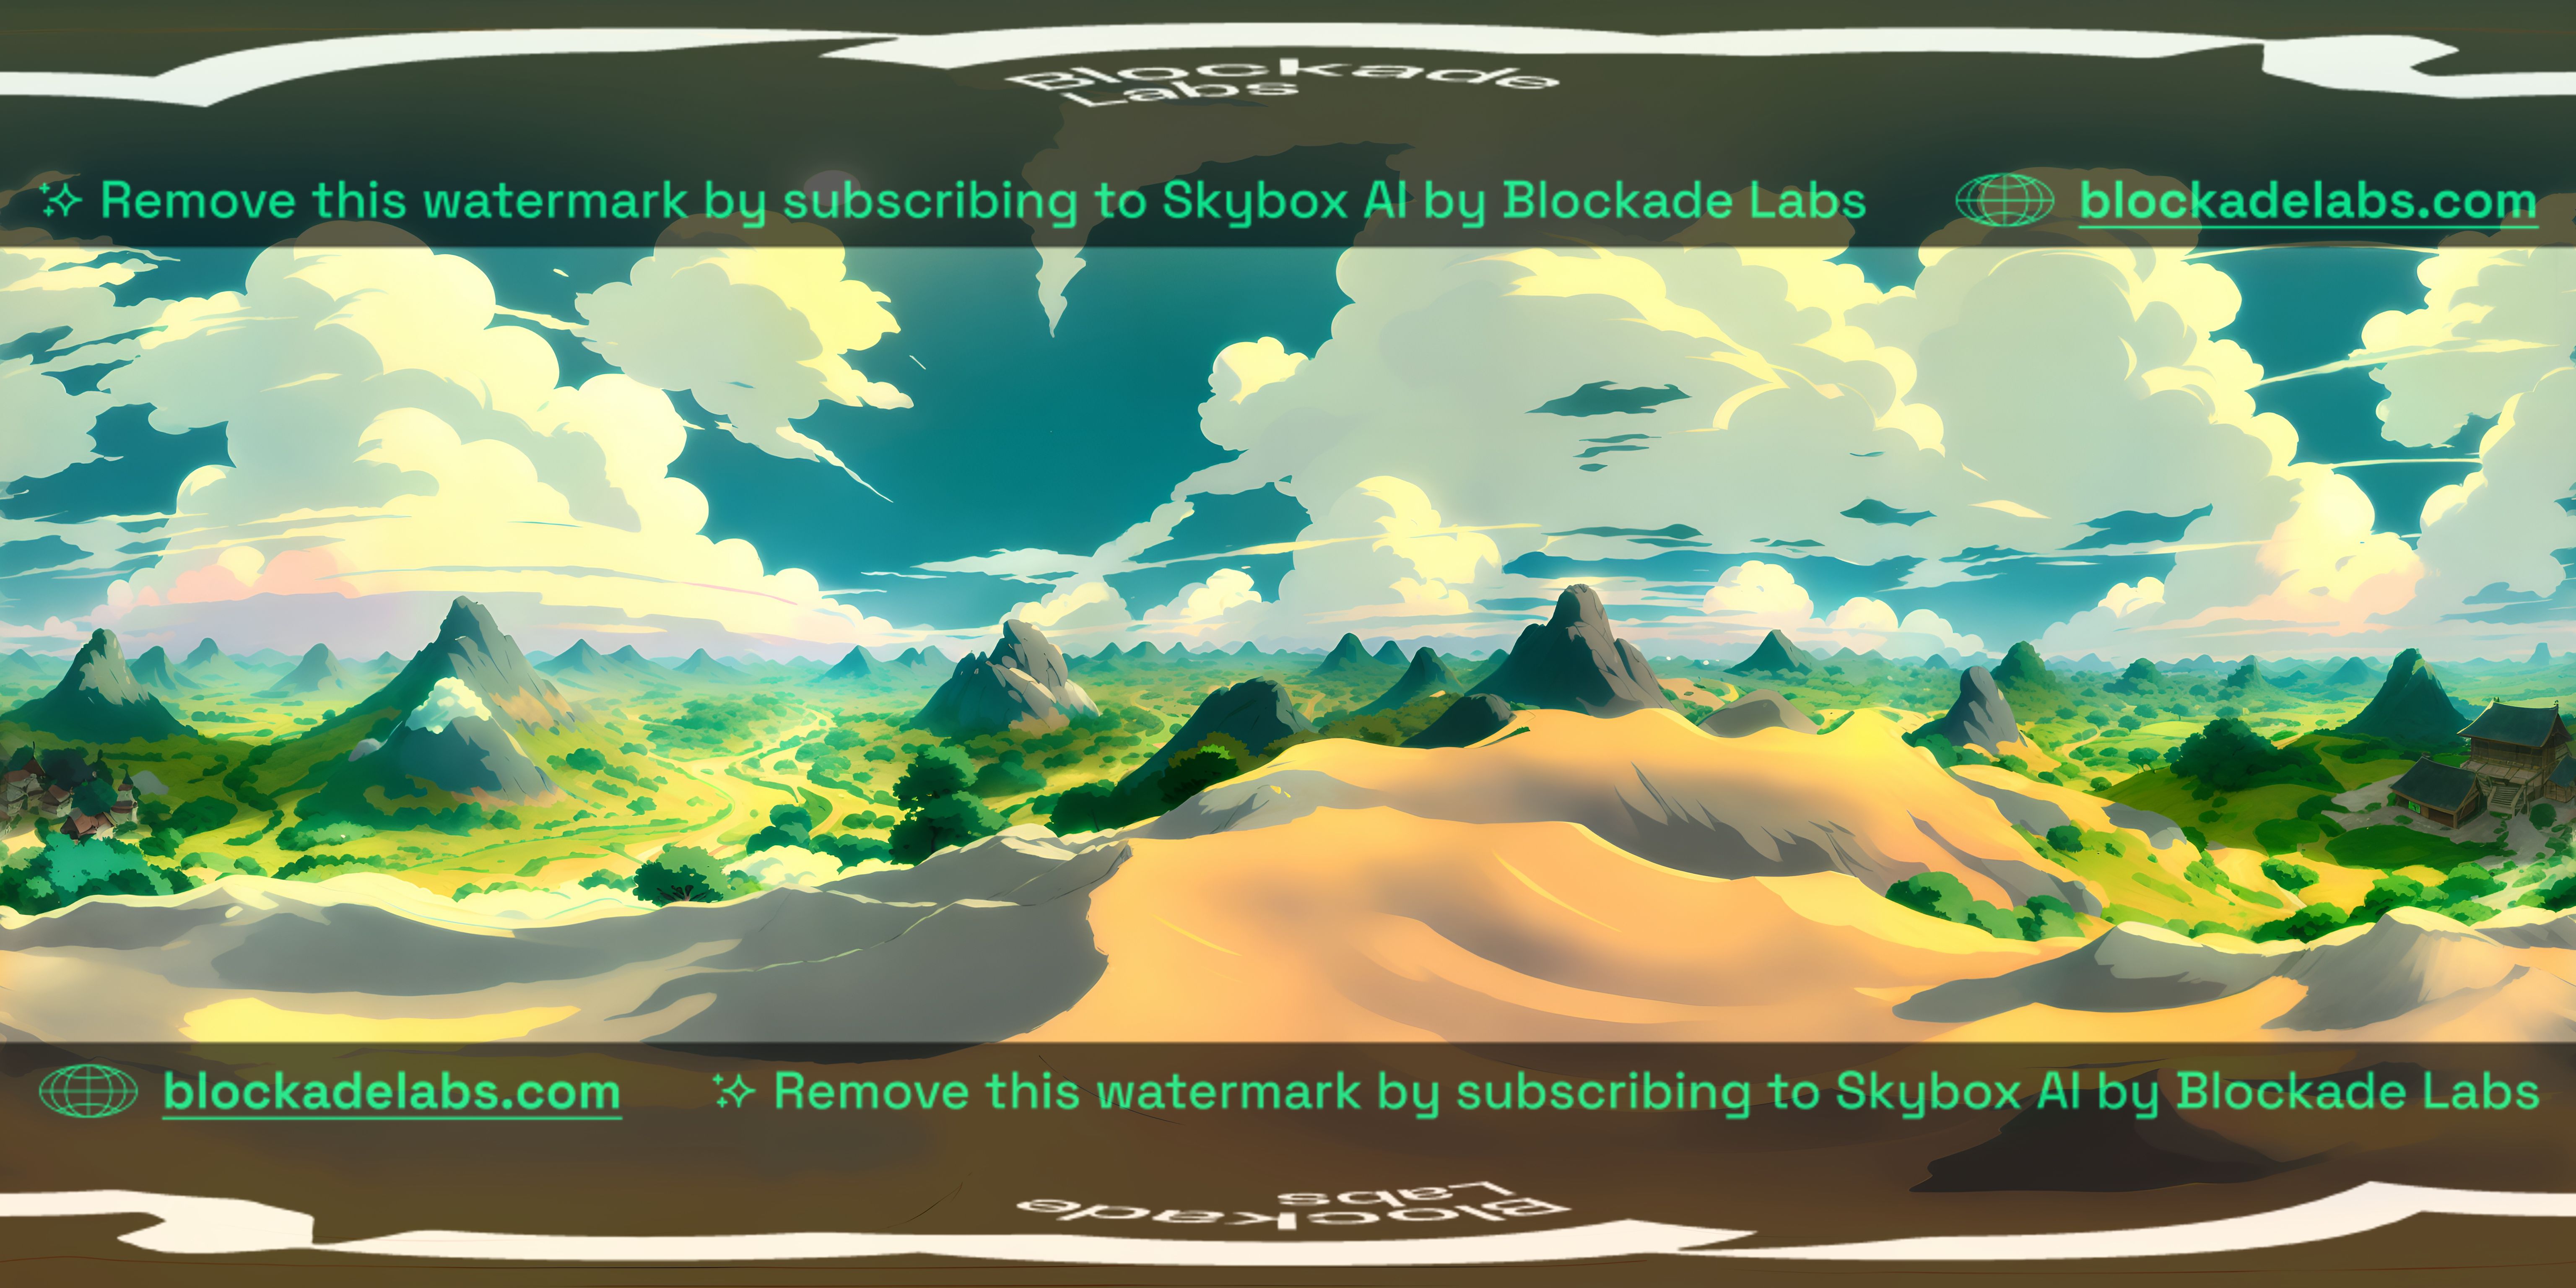 Blockade
Labs
Remove this watermark by subscribing to Skybox AI by Blockade Labs
blockadelabs.com
blockadelabs.com
Remove this watermark by subscribing to Skybox AI by Blockade Labs
Labs
Blockade